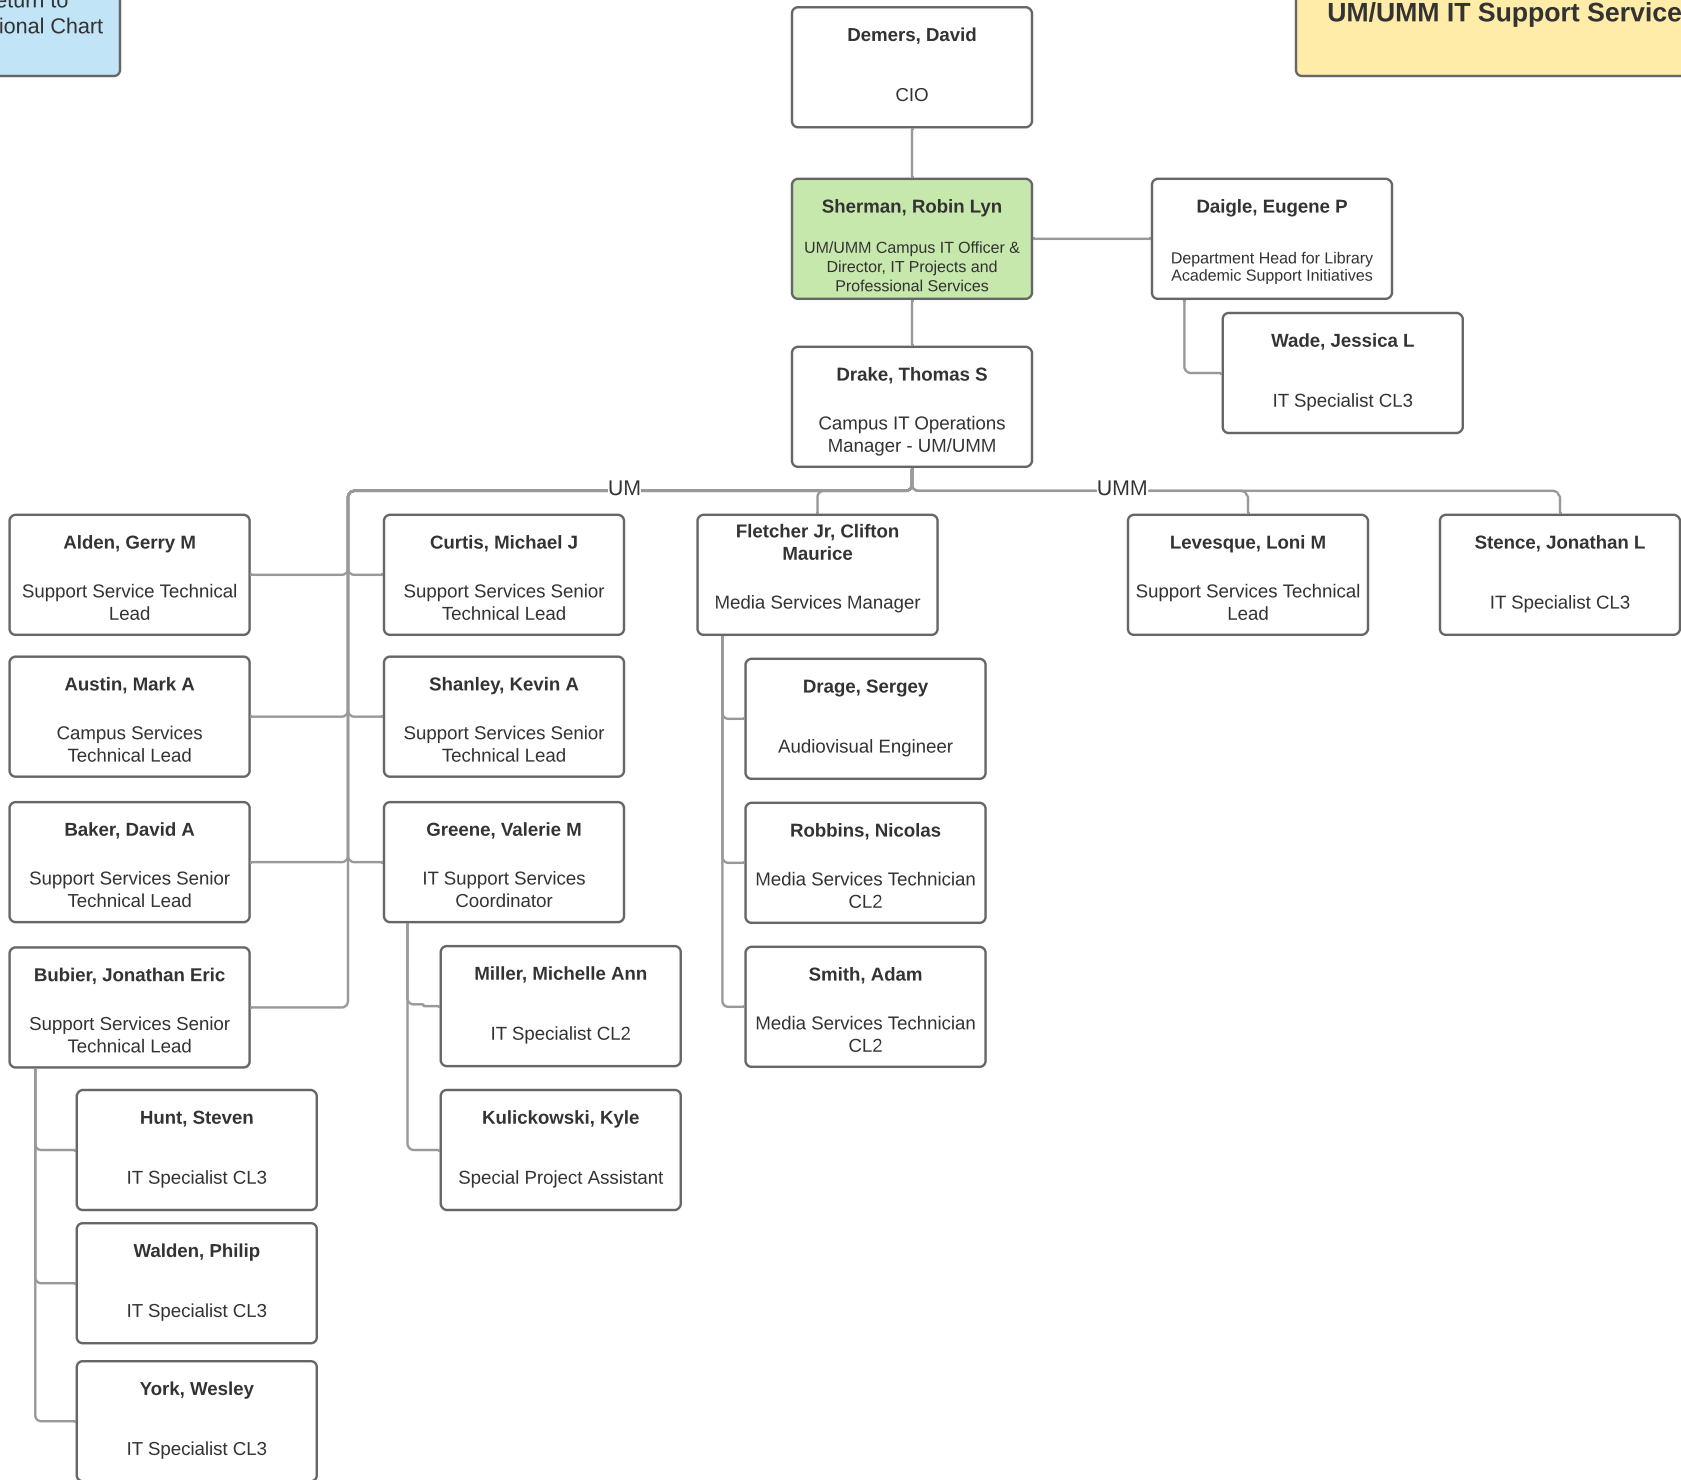 ional Chart
UM/UMM IT Support Service
Demers, David
CIO
Sherman, Robin Lyn
UM/UMM Campus IT Officer &
Director, IT Projects and
Professional Services
Daigle, Eugene P
Department Head for Library
Academic Support Initiatives
Wade, Jessica L
IT Specialist CL3
Drake, Thomas S
Campus IT Operations
Manager - UM/UMM
UM
UMM
Alden, Gerry M
Support Service Technical
Lead
Curtis, Michael J
Support Services Senior
Technical Lead
Fletcher Jr, Clifton
Maurice
Media Services Manager
Levesque, Loni M
Support Services Technical
Lead
Stence, Jonathan L
IT Specialist CL3
Austin, Mark A
Campus Services
Technical Lead
Shanley, Kevin A
Support Services Senior
Technical Lead
Drage, Sergey
Audiovisual Engineer
Baker, David A
Support Services Senior
Technical Lead
Greene, Valerie M
IT Support Services
Coordinator
Robbins, Nicolas
Media Services Technician
CL2
Bubier, Jonathan Eric
Support Services Senior
Technical Lead
Miller, Michelle Ann
IT Specialist CL2
Smith, Adam
Media Services Technician
CL2
Hunt, Steven
IT Specialist CL3
Kulickowski, Kyle
Special Project Assistant
Walden, Philip
IT Specialist CL3
York, Wesley
IT Specialist CL3